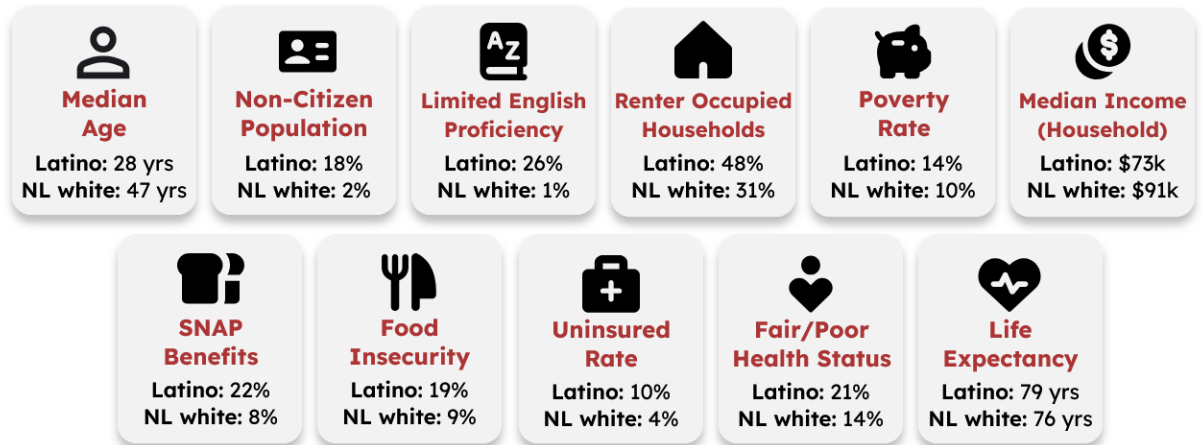 A
Z
$
Median
Age
Latino: 28 yrs
NL white: 47 yrs
Non-Citizen
Population
Latino: 18%
NL white: 2%
Limited English
Proficiency
Latino: 26%
NL white: 1%
Renter Occupied
Households
Latino: 48%
NL white: 31%
Poverty
Rate
Latino: 14%
NL white: 10%
Median Income
(Household)
Latino: $73k
NL white: $91k
SNAP
Benefits
Latino: 22%
NL white: 8%
Food
Insecurity
Latino: 19%
NL white: 9%
Uninsured
Rate
Latino: 10%
NL white: 4%
Fair/Poor
Health Status
Latino: 21%
NL white: 14%
Life
Expectancy
Latino: 79 yrs
NL white: 76 yrs